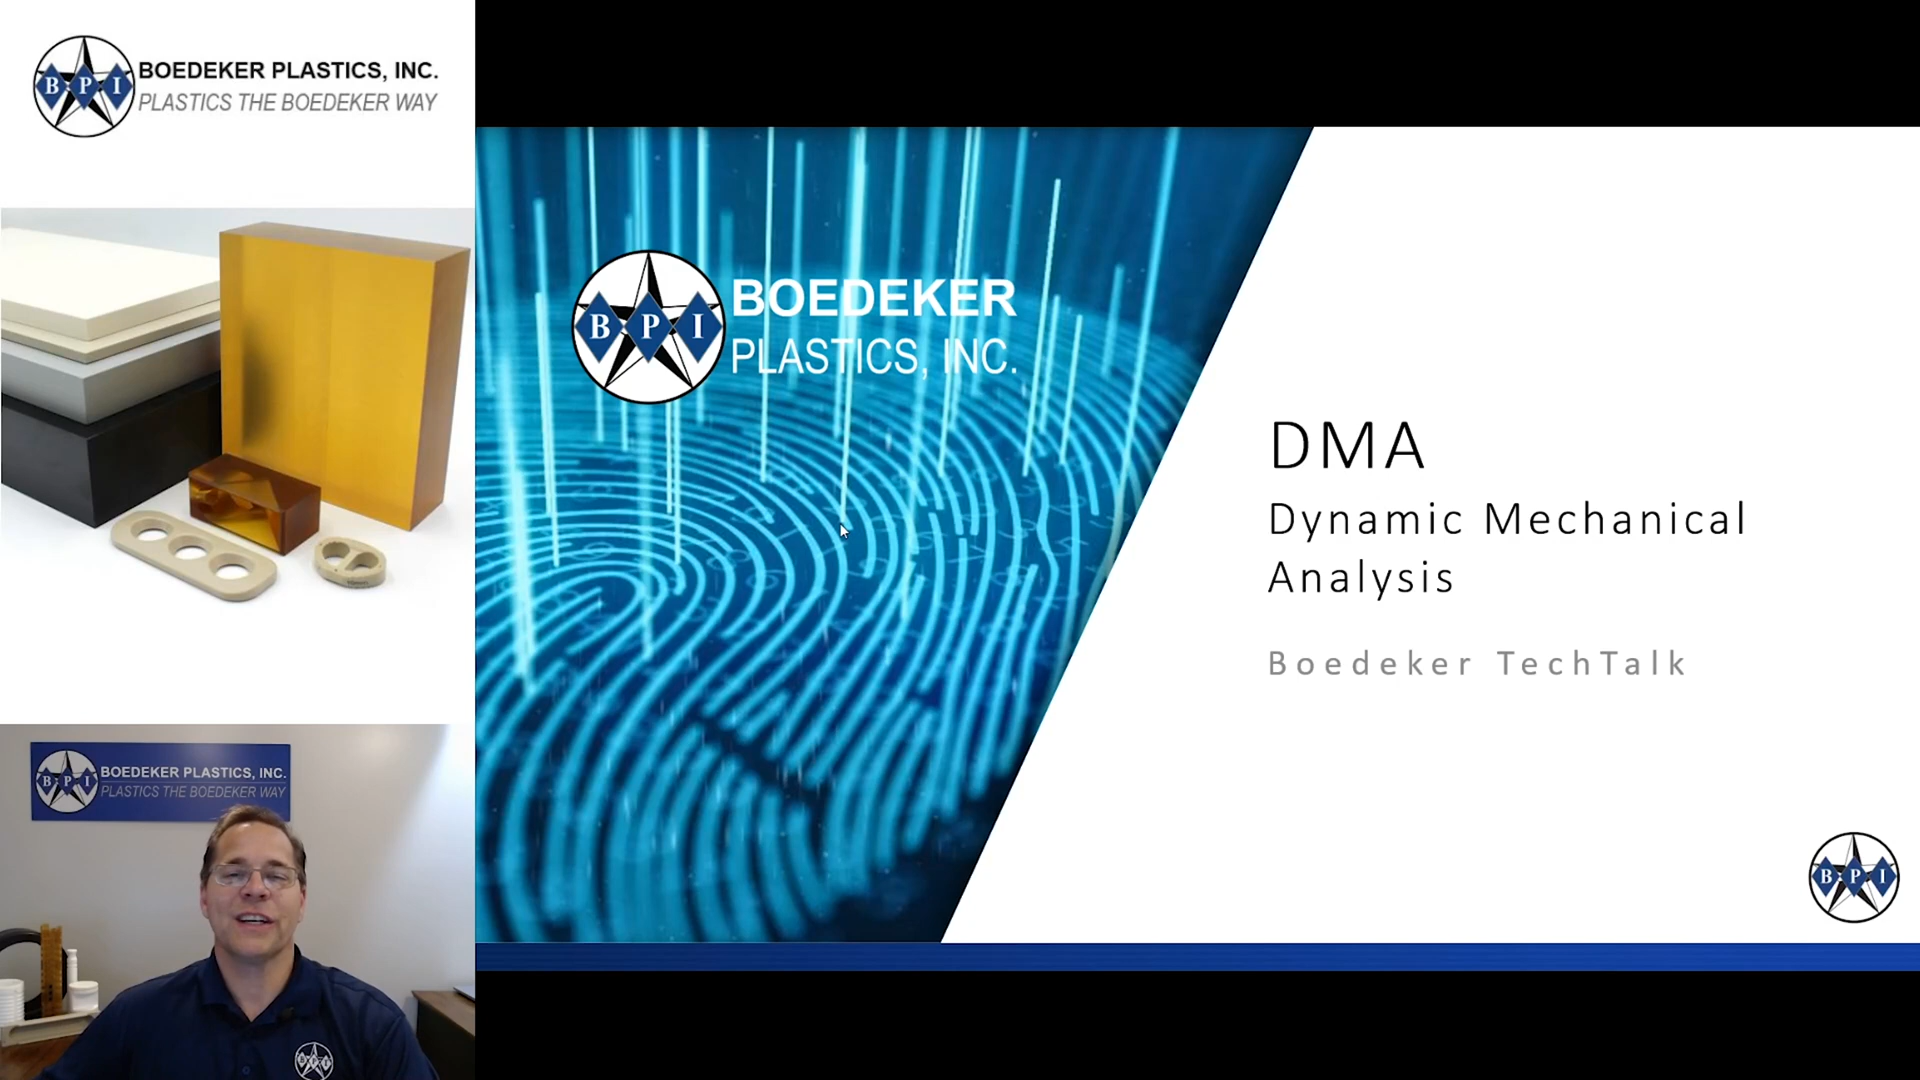 B P I
BOEDEKER PLASTICS, INC.
PLASTICS THE BOEDEKER WAY
B P I
BOEDEKER
PLASTICS, INC.
DMA
Dynamic Mechanical
Analysis
Boedeker TechTalk
B P I
B P I
BOEDEKER PLASTICS, INC.
PLASTICS THE BOEDEKER WAY
B P I